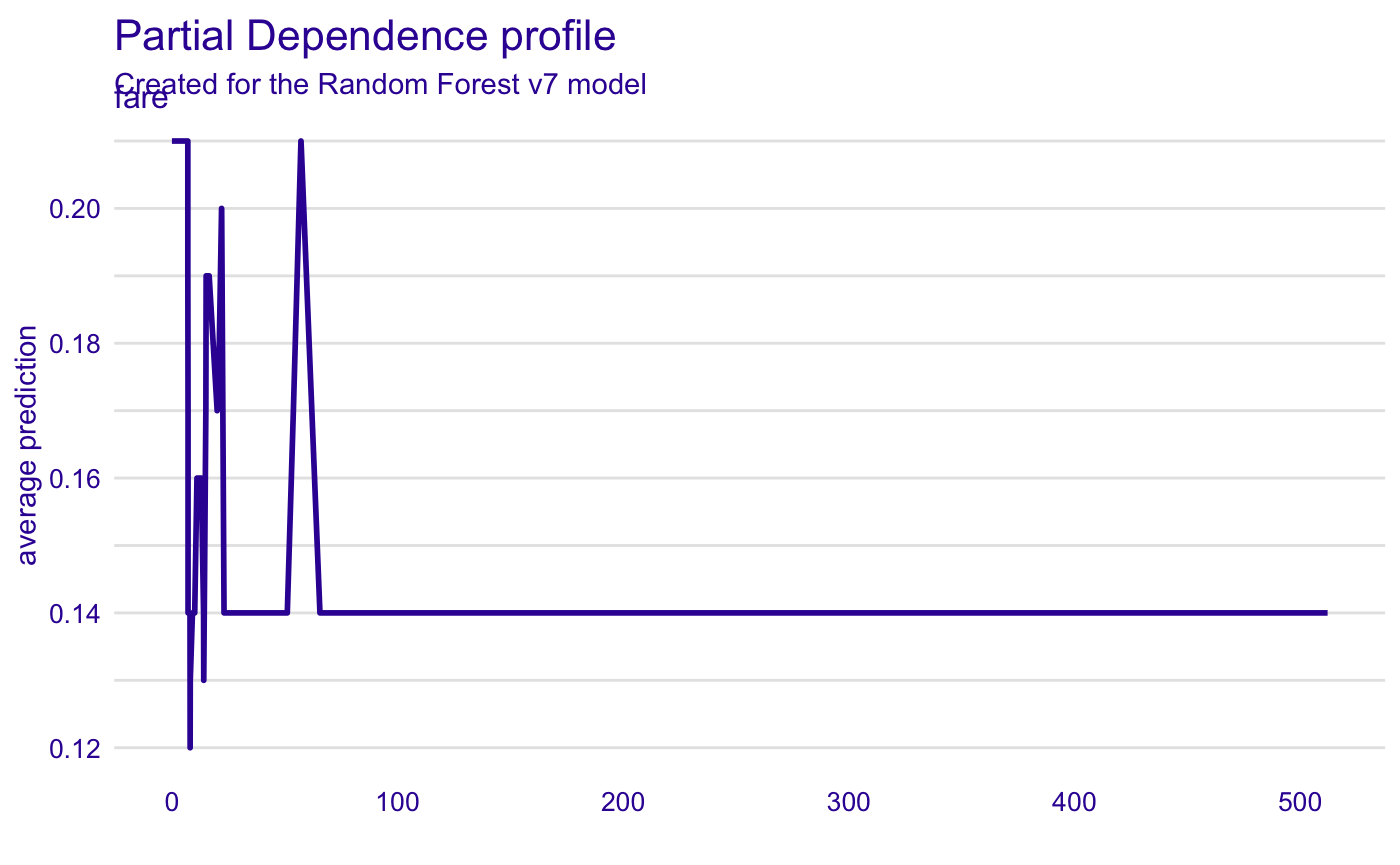 Partial Dependence profile
Created for the Random Forest v7 model
fare
average prediction
0.20
0.18
0.16
0.14
0.12
0 100 200 300 400 500